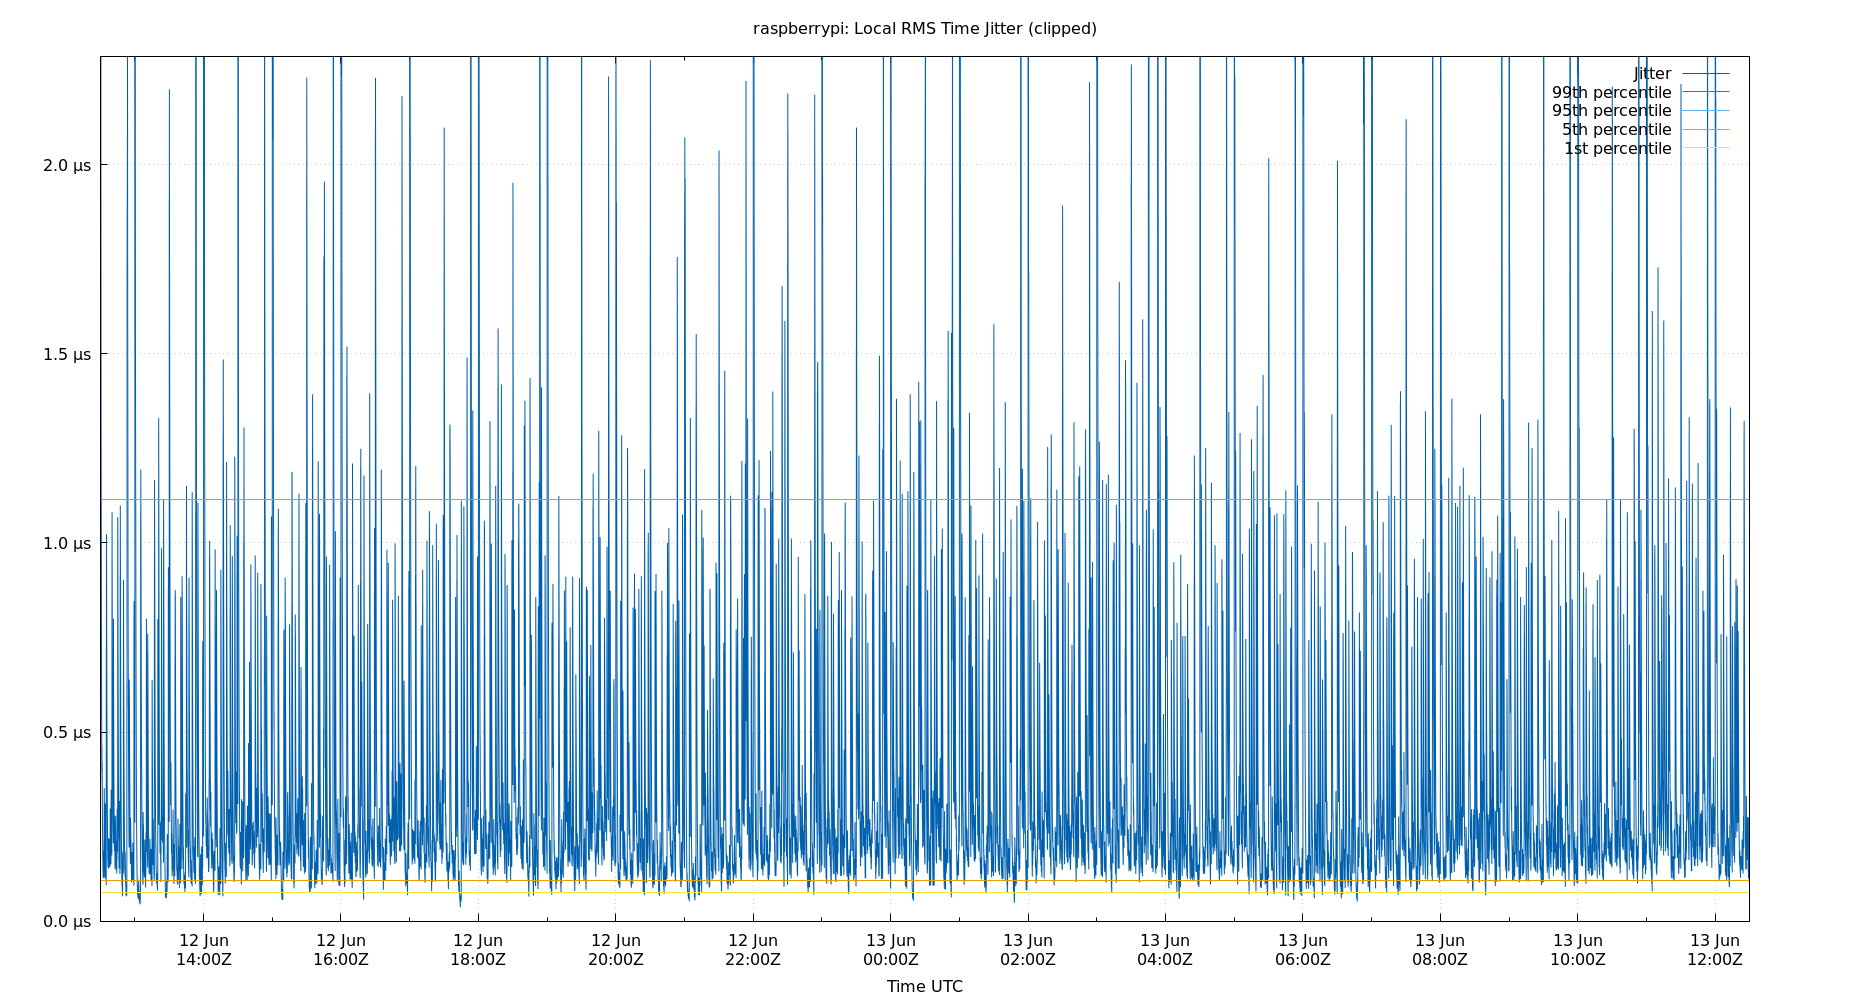 raspberrypi: Local RMS Time Jitter (clipped)
Jitter
99th percentile
95th percentile
5th percentile
1st percentile
2.0 µs
1.5 µs
1.0 µs
0.5 µs
0.0 µs
12 Jun 12 Jun 12 Jun 12 Jun 12 Jun 13 Jun 13 Jun 13 Jun 13 Jun 13 Jun 13 Jun 13 Jun
14:00Z 16:00Z 18:00Z 20:00Z 22:00Z 00:00Z 02:00Z 04:00Z 06:00Z 08:00Z 10:00Z 12:00Z
Time UTC